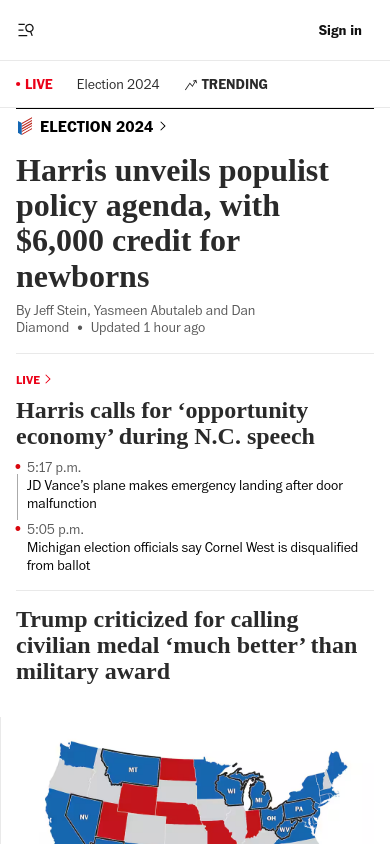 Sign in
LIVE Election 2024 TRENDING
ELECTION 2024
Harris unveils populist
policy agenda, with
$6,000 credit for
newborns
By Jeff Stein, Yasmeen Abutaleb and Dan
Diamond • Updated 1 hour ago
LIVE
Harris calls for ‘opportunity
economy’ during N.C. speech
5:17 p.m.
JD Vance’s plane makes emergency landing after door
malfunction
5:05 p.m.
Michigan election officials say Cornel West is disqualified
from ballot
Trump criticized for calling
civilian medal ‘much better’ than
military award
MT
WI
MI
PA
NV
OH
WV